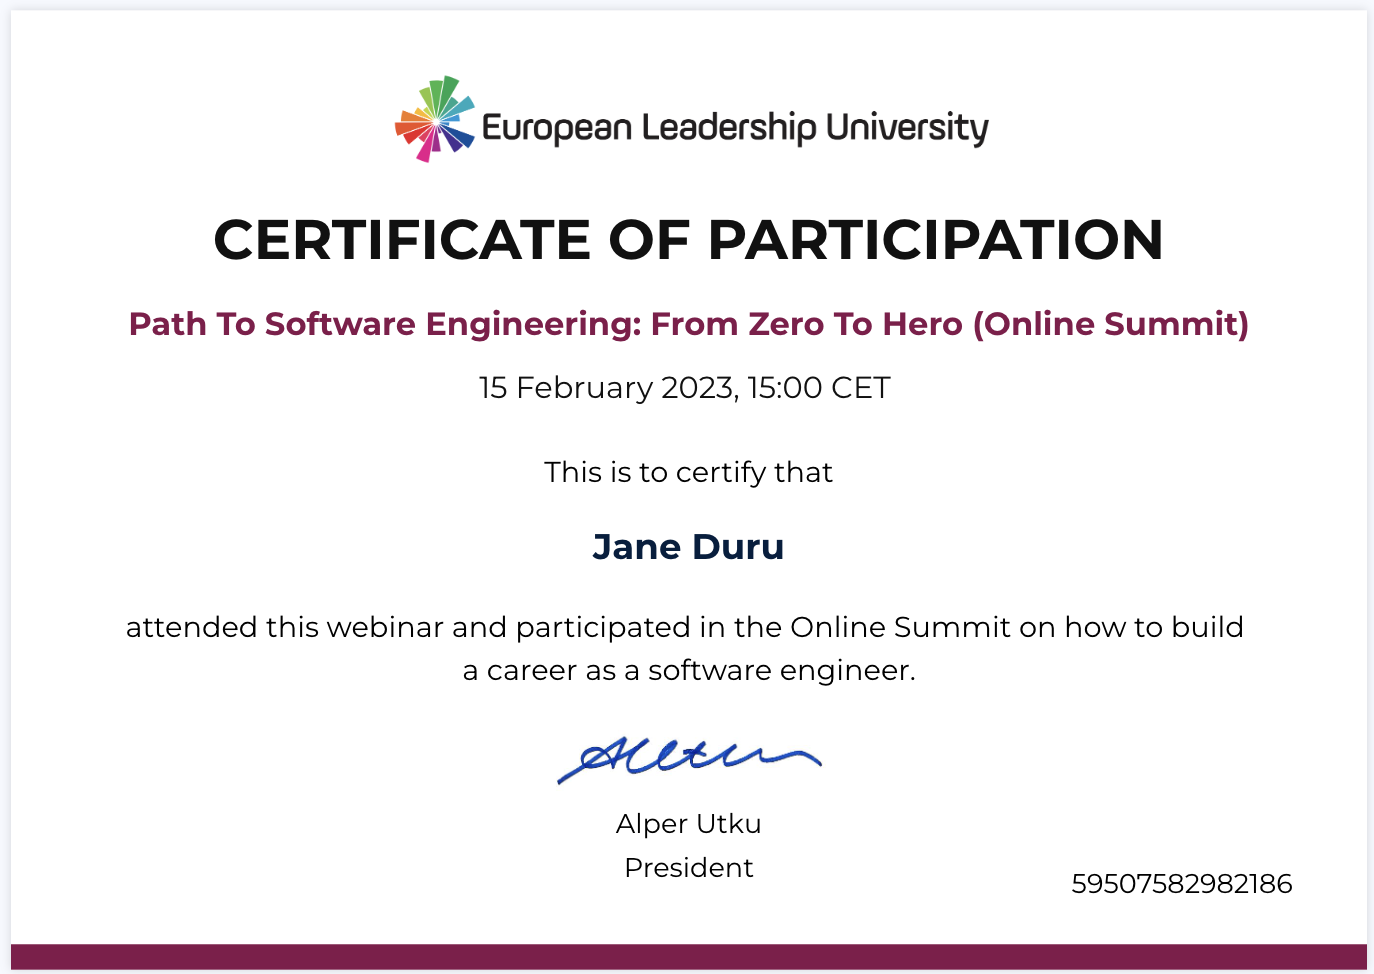 European Leadership University
CERTIFICATE OF PARTICIPATION
Path To Software Engineering: From Zero To Hero (Online Summit)
15 February 2023, 15:00 CET
This is to certify that
Jane Duru
attended this webinar and participated in the Online Summit on how to build
a career as a software engineer.
Alper Utku
President
59507582982186